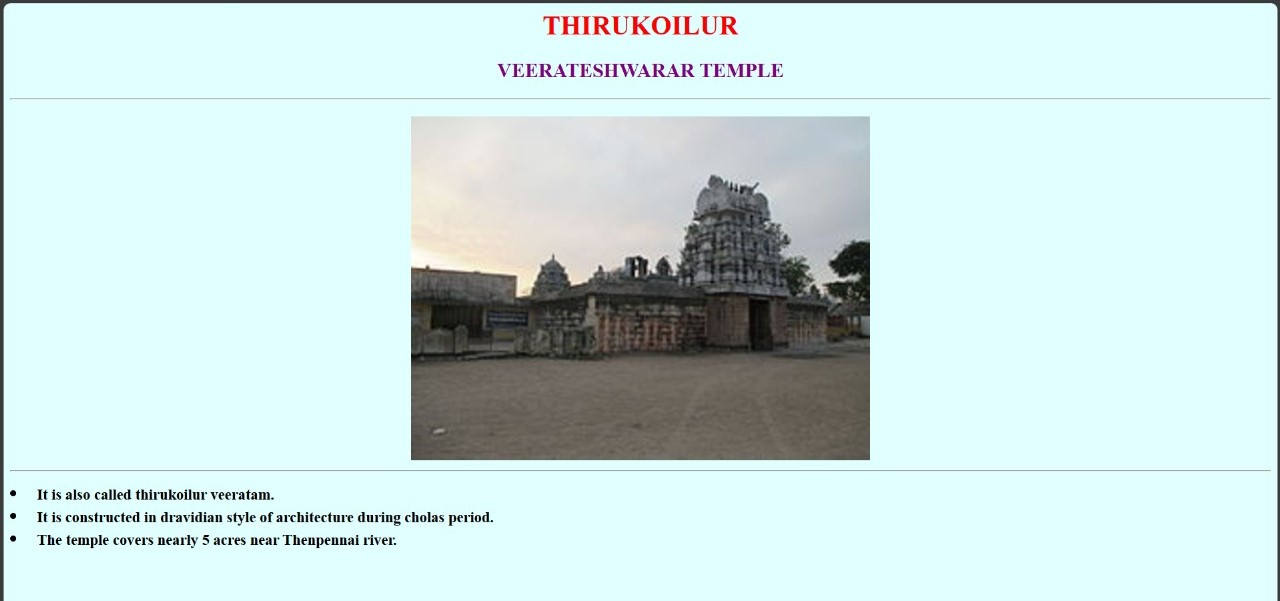 THIRUKOILUR
VEERATESHWARAR TEMPLE
It is also called thirukoilur veeratam.
It is constructed in dravidian style of architecture during cholas period.
The temple covers nearly 5 acres near Thenpennai river.